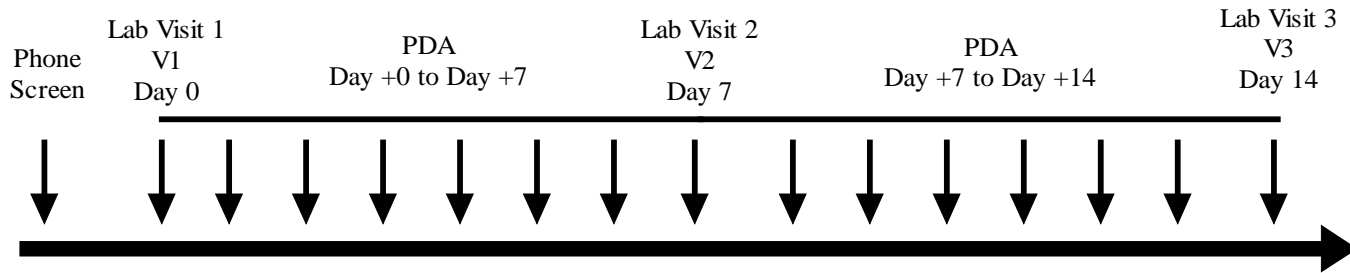 Phone
Screen
Lab Visit 1
V1
Day 0
PDA
Day +0 to Day +7
Lab Visit 2
V2
Day 7
PDA
Day +7 to Day +14
Lab Visit 3
V3
Day 14